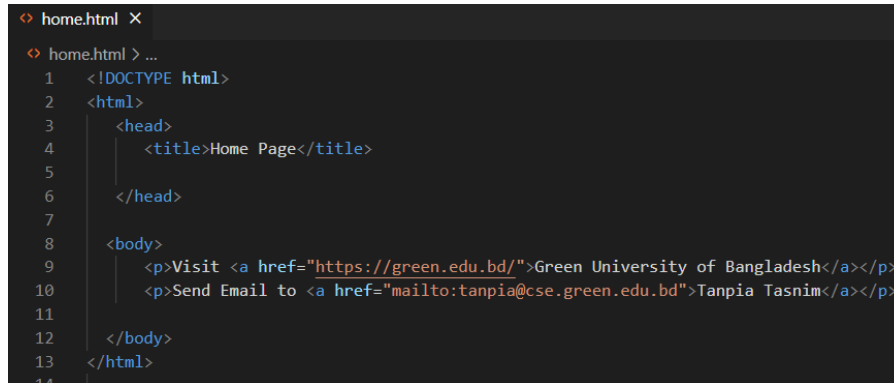 home.html
home.html > ...
1 <!DOCTYPE html>
2 <html>
3 <head>
4 <title>Home Page</title>
5
6 </head>
7
8 <body>
9 <p>Visit <a href="https://green.edu.bd/">Green University of Bangladesh</a></p>
10 <p>Send Email to <a href="mailto:tanpia@cse.green.edu.bd">Tanpia Tasnim</a></p>
11
12 </body>
13 </html>
14